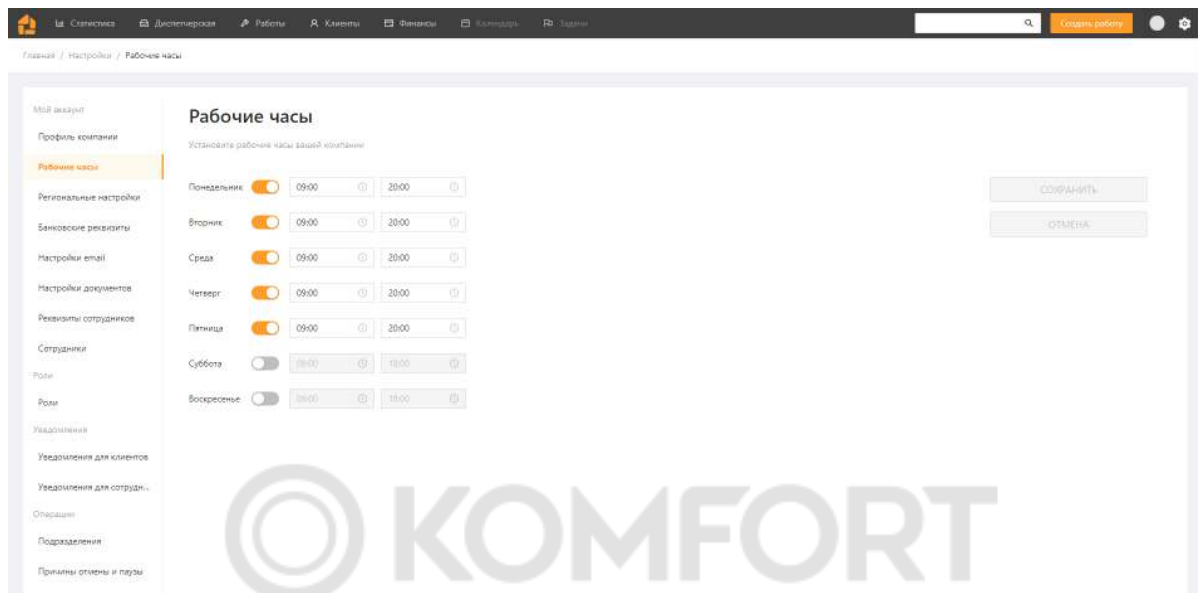 Статистика Диспетчерская Работы Клиенты Финансы Календарь Задачи Создать работу
Главная / Настройки / Рабочие часы
Мой аккаунт
Профиль компании
Рабочие часы
Региональные настройки
Банковские реквизиты
Настройки email
Настройки документов
Реквизиты сотрудников
Сотрудники
Роли
Роли
Уведомления
Уведомления для клиентов
Уведомления для сотрудн...
Операции
Подразделения
Причины отмены и паузы
Рабочие часы
Установите рабочие часы вашей компании
Понедельник 09:00 20:00
Вторник 09:00 20:00
Среда 09:00 20:00
Четверг 09:00 20:00
Пятница 09:00 20:00
Суббота 09:00 18:00
Воскресенье 09:00 18:00
СОХРАНИТЬ
ОТМЕНА
KOMFORT